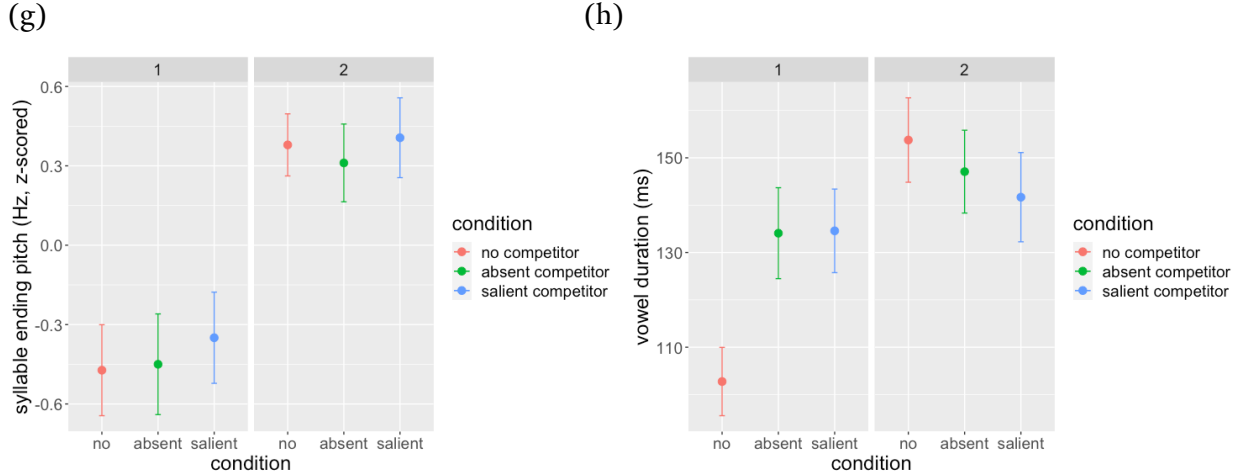 (g)
1 2
0.6
0.3
0.0
-0.3
-0.6
syllable ending pitch (Hz, z-scored)
no absent salient no absent salient
condition
condition
no competitor
absent competitor
salient competitor
(h)
1 2
150
130
110
vowel duration (ms)
no absent salient no absent salient
condition
condition
no competitor
absent competitor
salient competitor